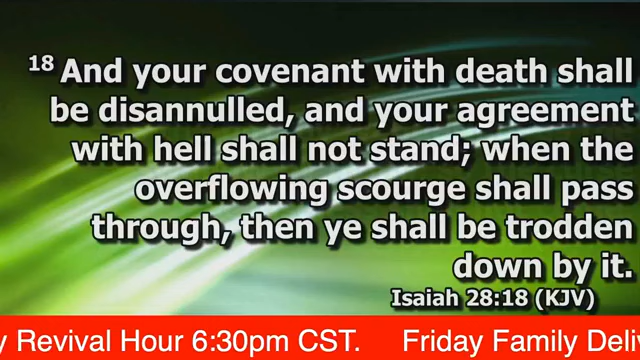 18 And your covenant with death shall
be disannulled, and your agreement
with hell shall not stand; when the
overflowing scourge shall pass
through, then ye shall be trodden
down by it.
Isaiah 28:18 (KJV)
Revival Hour 6:30pm CST. Friday Family